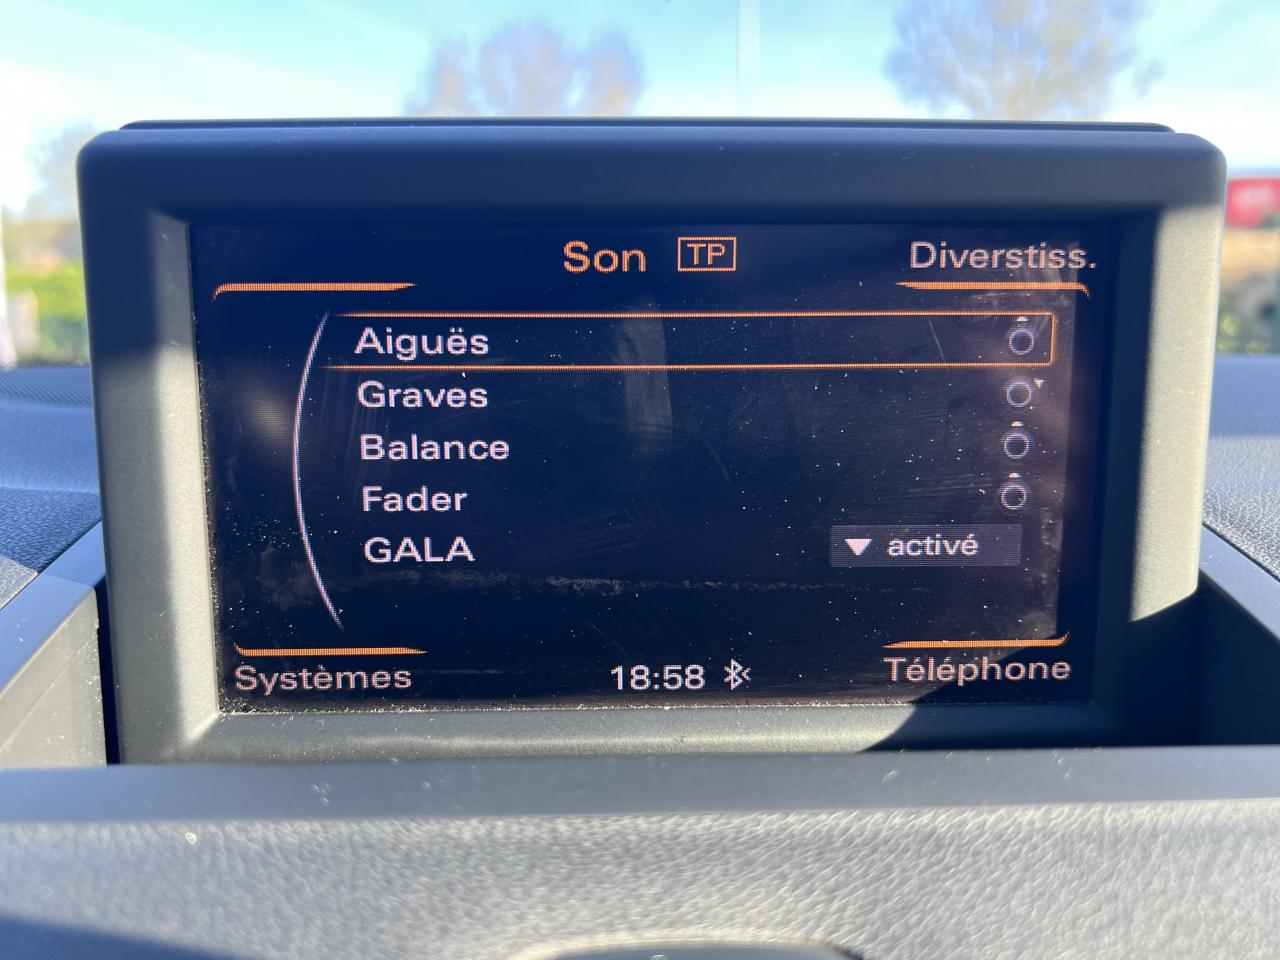 Son TP Diverstiss.
Aiguës
Graves
Balance
Fader
GALA activé
Systèmes 18:58 Téléphone